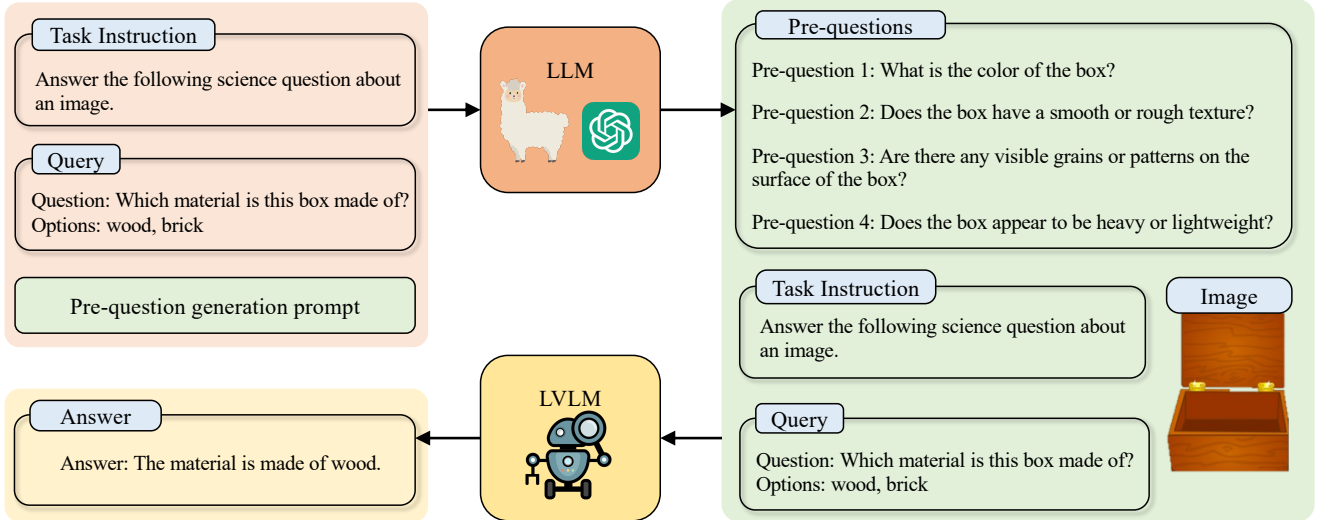 Task Instruction
Answer the following science question about
an image.
Query
Question: Which material is this box made of?
Options: wood, brick
Pre-question generation prompt
LLM
Pre-questions
Pre-question 1: What is the color of the box?
Pre-question 2: Does the box have a smooth or rough texture?
Pre-question 3: Are there any visible grains or patterns on the
surface of the box?
Pre-question 4: Does the box appear to be heavy or lightweight?
Task Instruction
Answer the following science question about
an image.
Image
Query
Question: Which material is this box made of?
Options: wood, brick
LVLM
Answer
Answer: The material is made of wood.